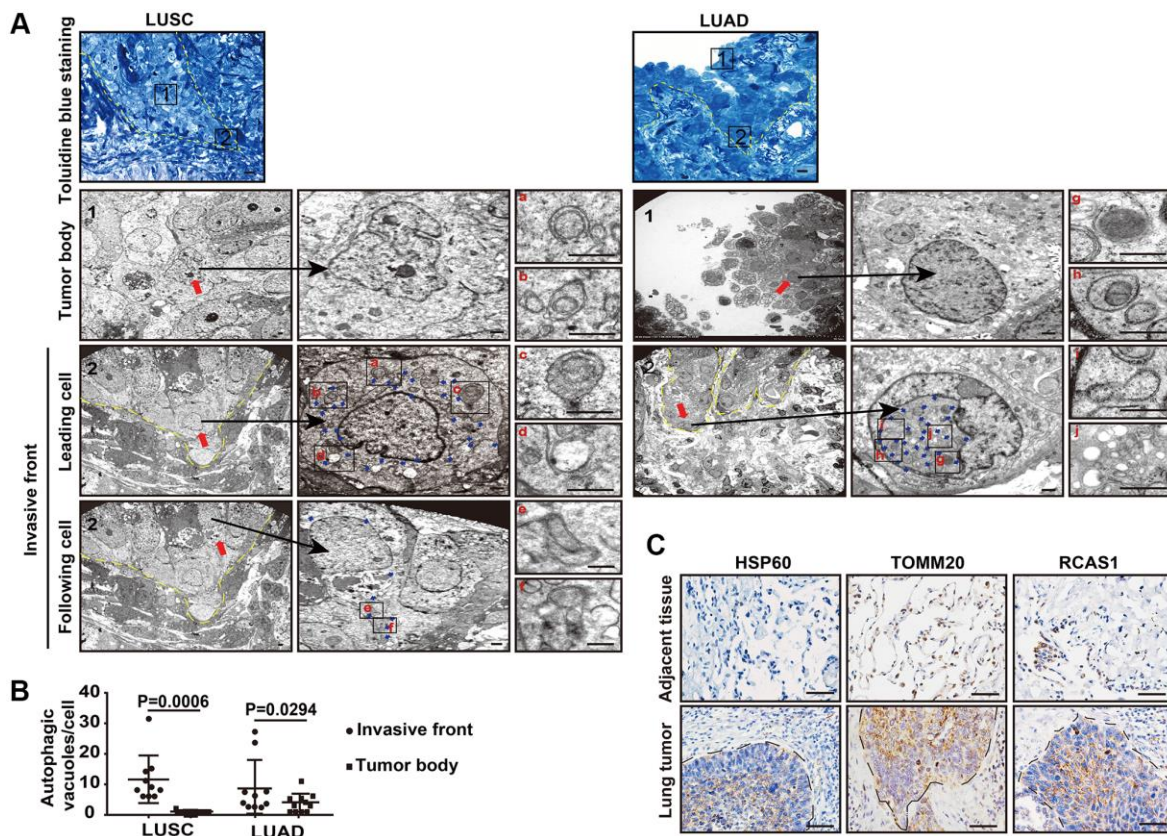 A
LUSC
LUAD
Toluidine blue staining
1
2
1
2
Tumor body
1
a
b
1
g
h
Invasive front
Leading cell
2
a
b
c
d
c
d
2
i
h
j
g
i
j
Following cell
2
e
f
e
f
B
Autophagic
vacuoles/cell
40
30
20
10
0
P=0.0006
P=0.0294
LUSC
LUAD
Invasive front
Tumor body
C
HSP60
TOMM20
RCAS1
Adjacent tissue
Lung tumor